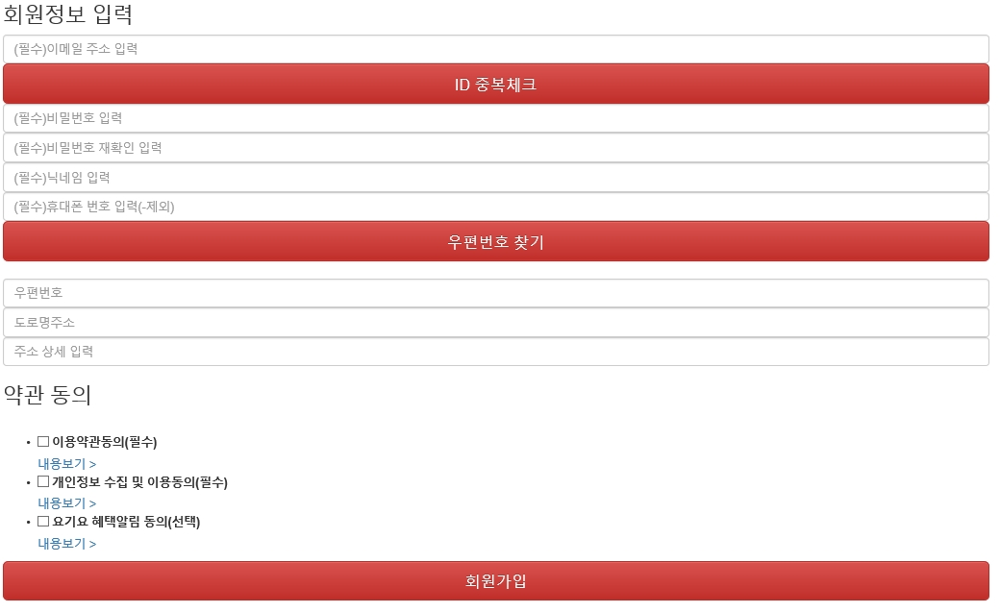 회원정보 입력
(필수)이메일 주소 입력
ID 중복체크
(필수)비밀번호 입력
(필수)비밀번호 재확인 입력
(필수)닉네임 입력
(필수)휴대폰 번호 입력(-제외)
우편번호 찾기
우편번호
도로명주소
주소 상세 입력
약관 동의
• 이용약관동의(필수)
내용보기 >
• 개인정보 수집 및 이용동의(필수)
내용보기 >
• 요기요 혜택알림 동의(선택)
내용보기 >
회원가입